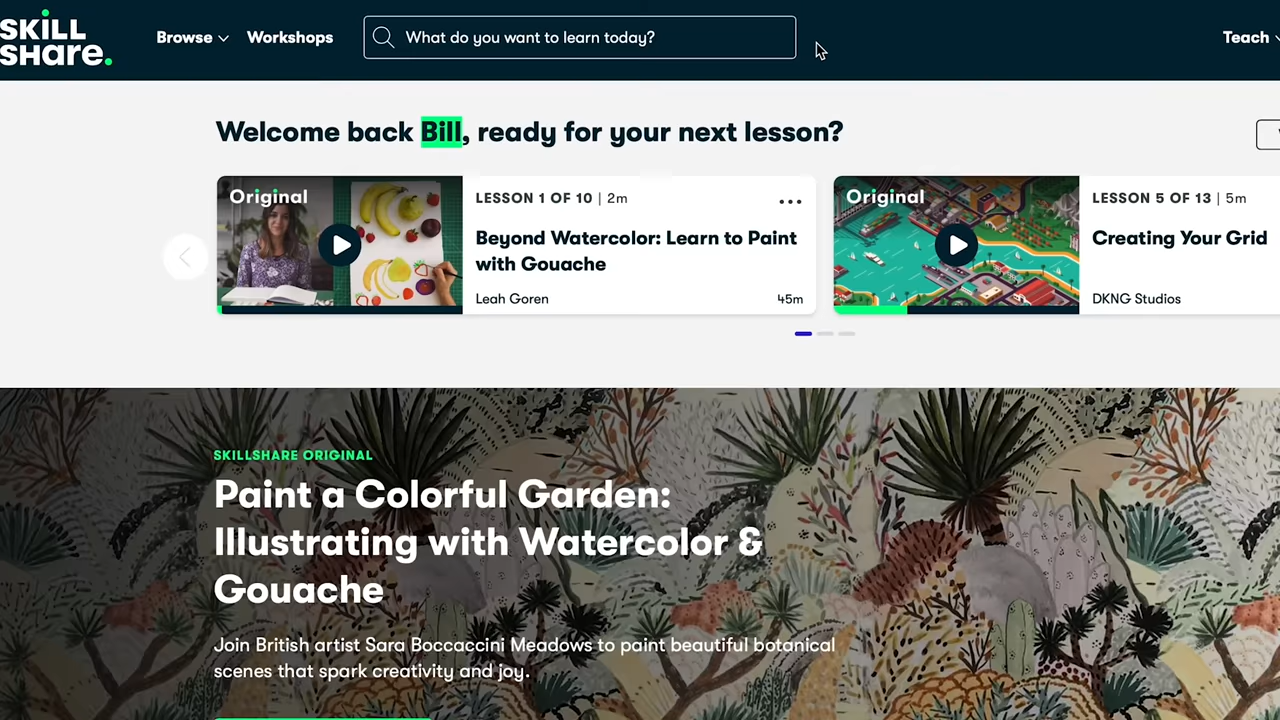 SKILL
SHARE.
Browse
Workshops
What do you want to learn today?
Teach
Welcome back Bill, ready for your next lesson?
Original
LESSON 1 OF 10 | 2m
Beyond Watercolor: Learn to Paint
with Gouache
Leah Goren
45m
Original
LESSON 5 OF 13 | 5m
Creating Your Grid
DKNG Studios
SKILLSHARE ORIGINAL
Paint a Colorful Garden:
Illustrating with Watercolor &
Gouache
Join British artist Sara Boccaccini Meadows to paint beautiful botanical
scenes that spark creativity and joy.